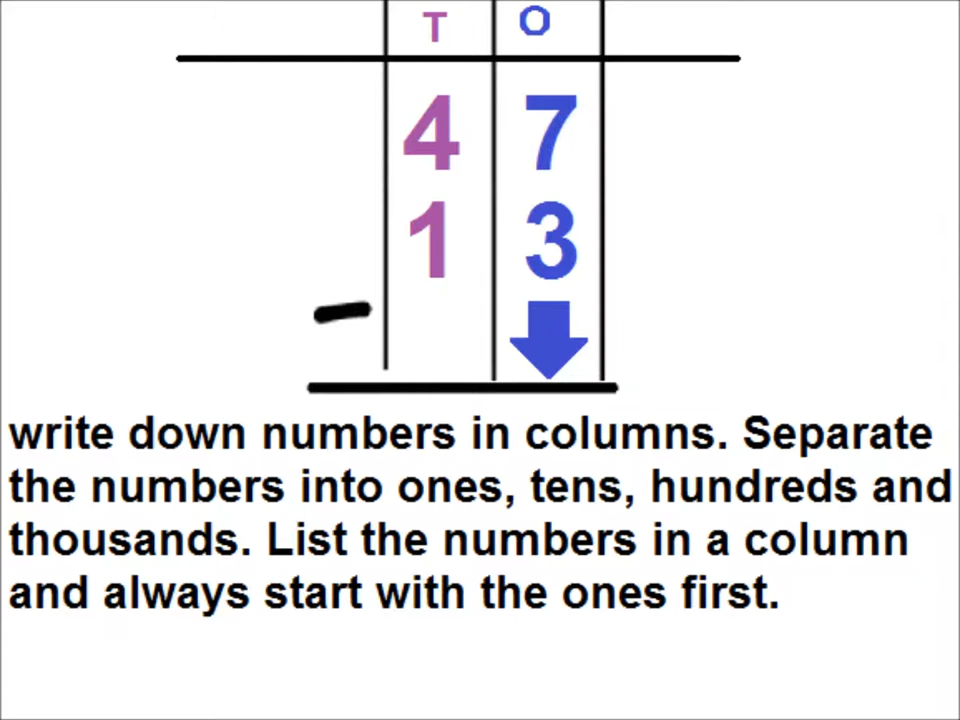 T O
4 7
1 3
-
write down numbers in columns. Separate
the numbers into ones, tens, hundreds and
thousands. List the numbers in a column
and always start with the ones first.